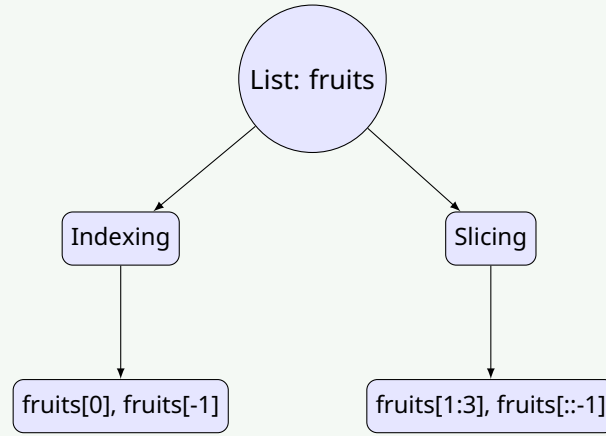 List: fruits
Indexing
Slicing
fruits[0], fruits[-1]
fruits[1:3], fruits[::-1]